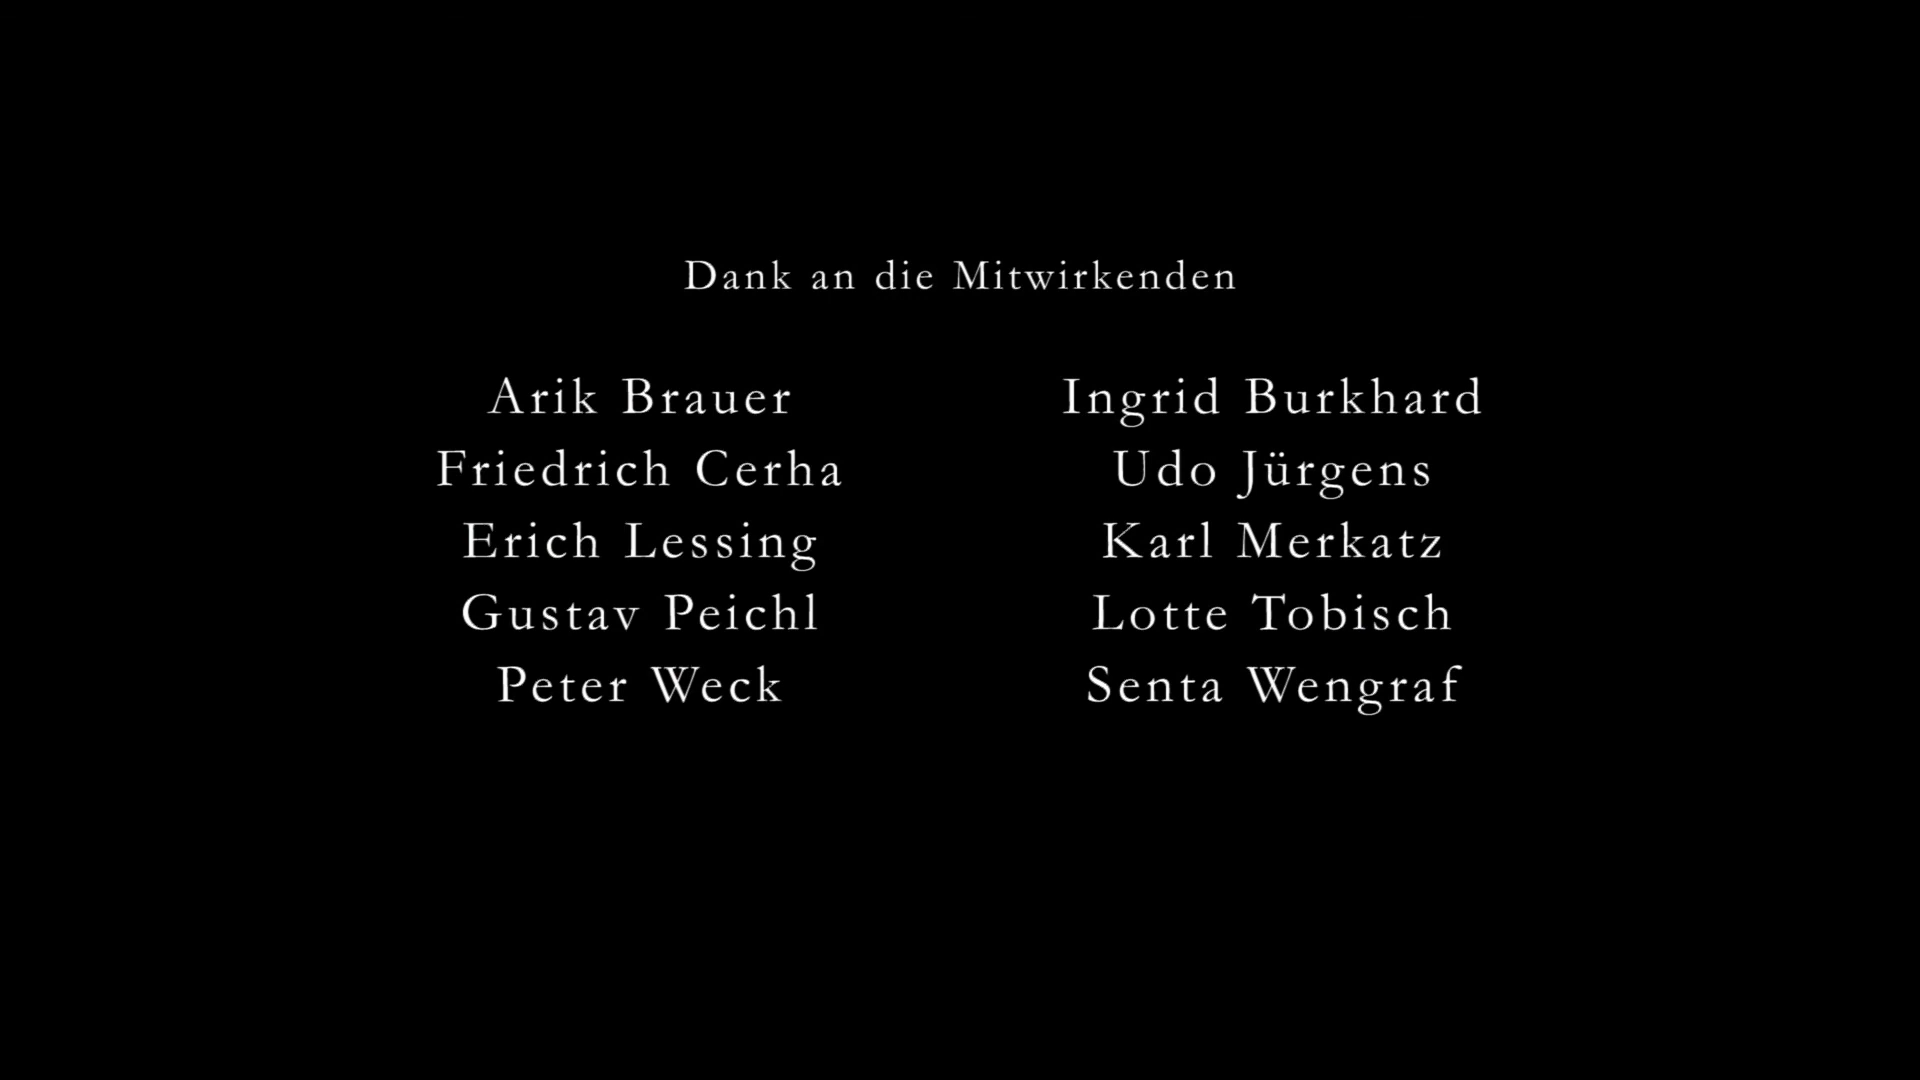 Dank an die Mitwirkenden
Arik Brauer
Friedrich Cerha
Erich Lessing
Gustav Peichl
Peter Weck
Ingrid Burkhard
Udo Jürgens
Karl Merkatz
Lotte Tobisch
Senta Wengraf